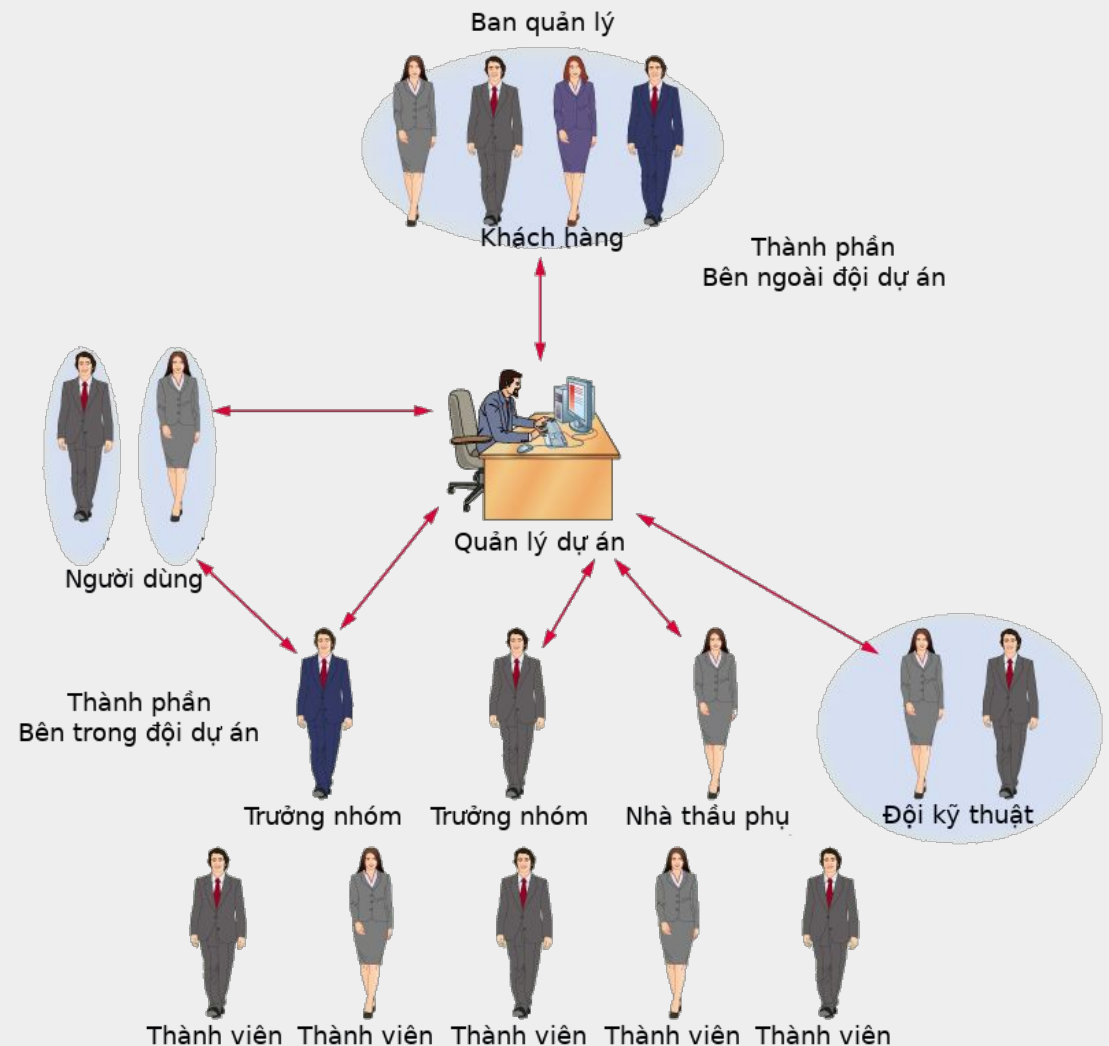 Ban quản lý
Khách hàng
Thành phần
Bên ngoài đội dự án
Quản lý dự án
Người dùng
Thành phần
Bên trong đội dự án
Trưởng nhóm
Trưởng nhóm
Nhà thầu phụ
Đội kỹ thuật
Thành viên
Thành viên
Thành viên
Thành viên
Thành viên